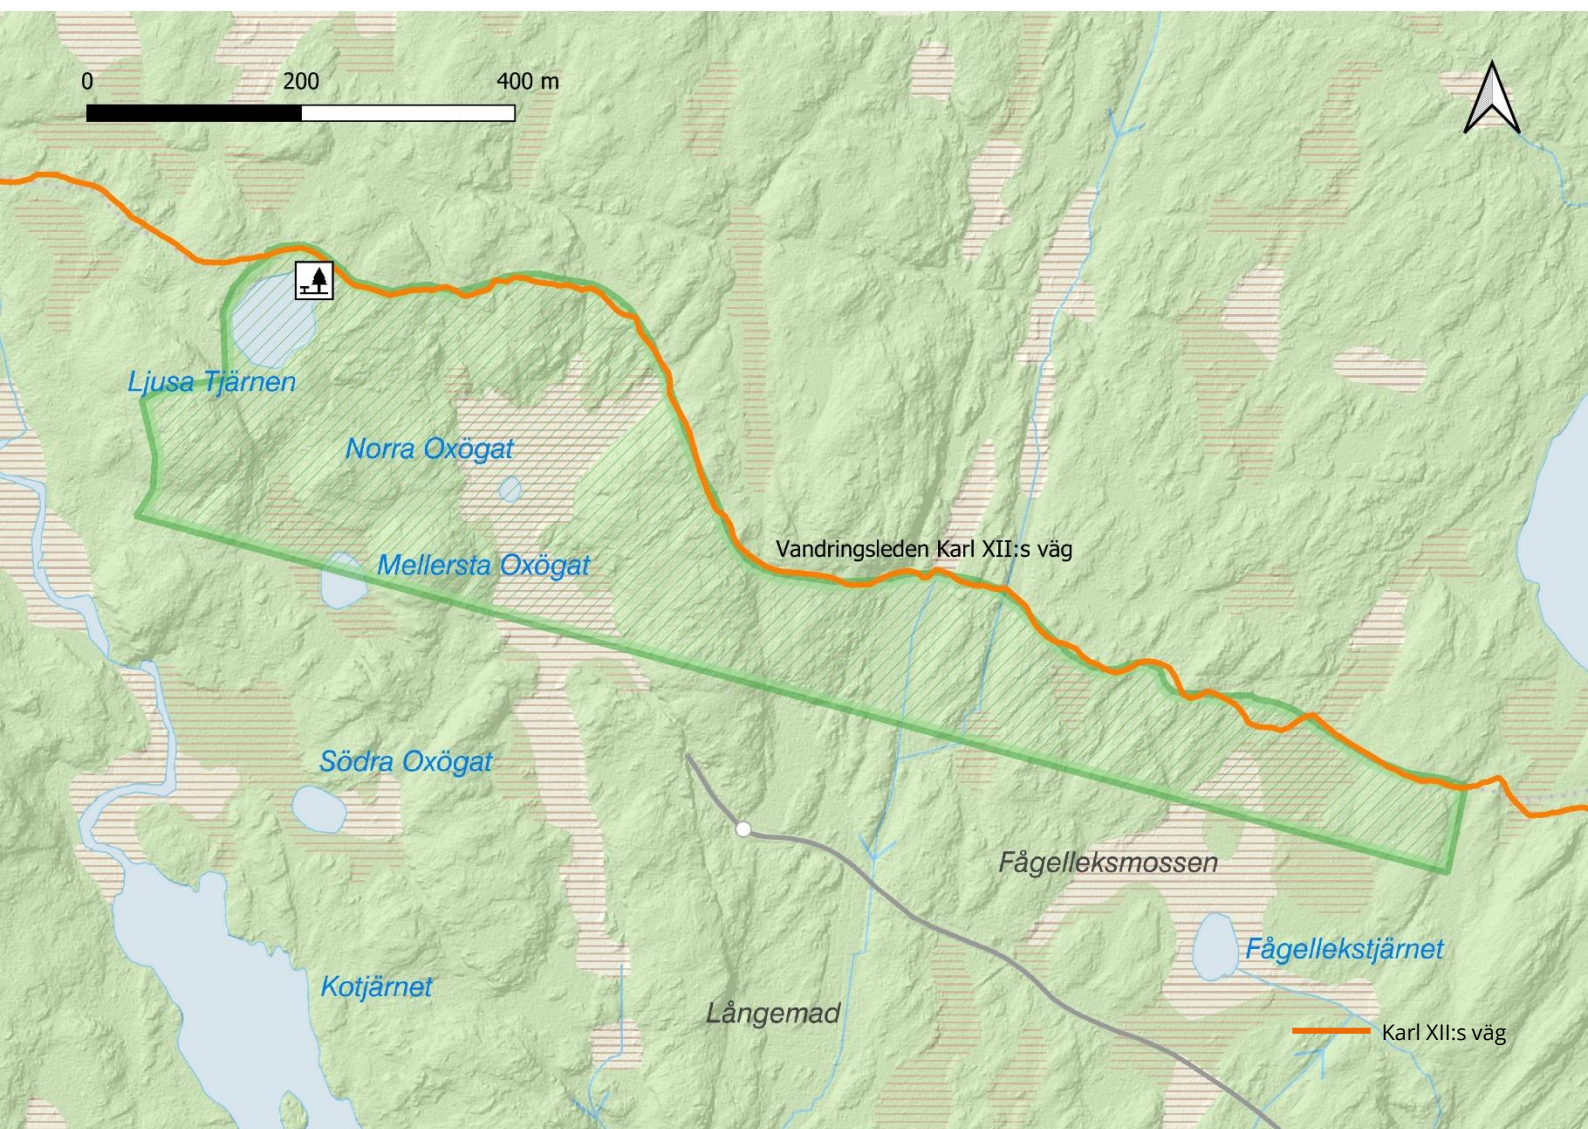 0 200 400 m
Ljusa Tjärnen
Norra Oxögat
Vandringsleden Karl XII:s väg
Mellersta Oxögat
Södra Oxögat
Fågelleksmossen
Fågellekstjärnet
Kotjärnet
Långemad
Karl XII:s väg